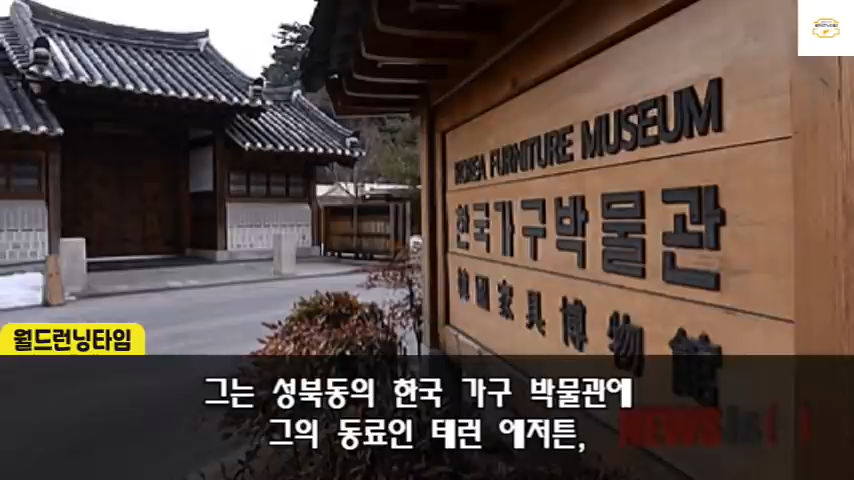 KOREA FURNITURE MUSEUM
한국가구박물관
韓國家具博物館
월드런닝타임
그는 성북동의 한국 가구 박물관에
그의 동료인 테런 에저튼,
NEWSis